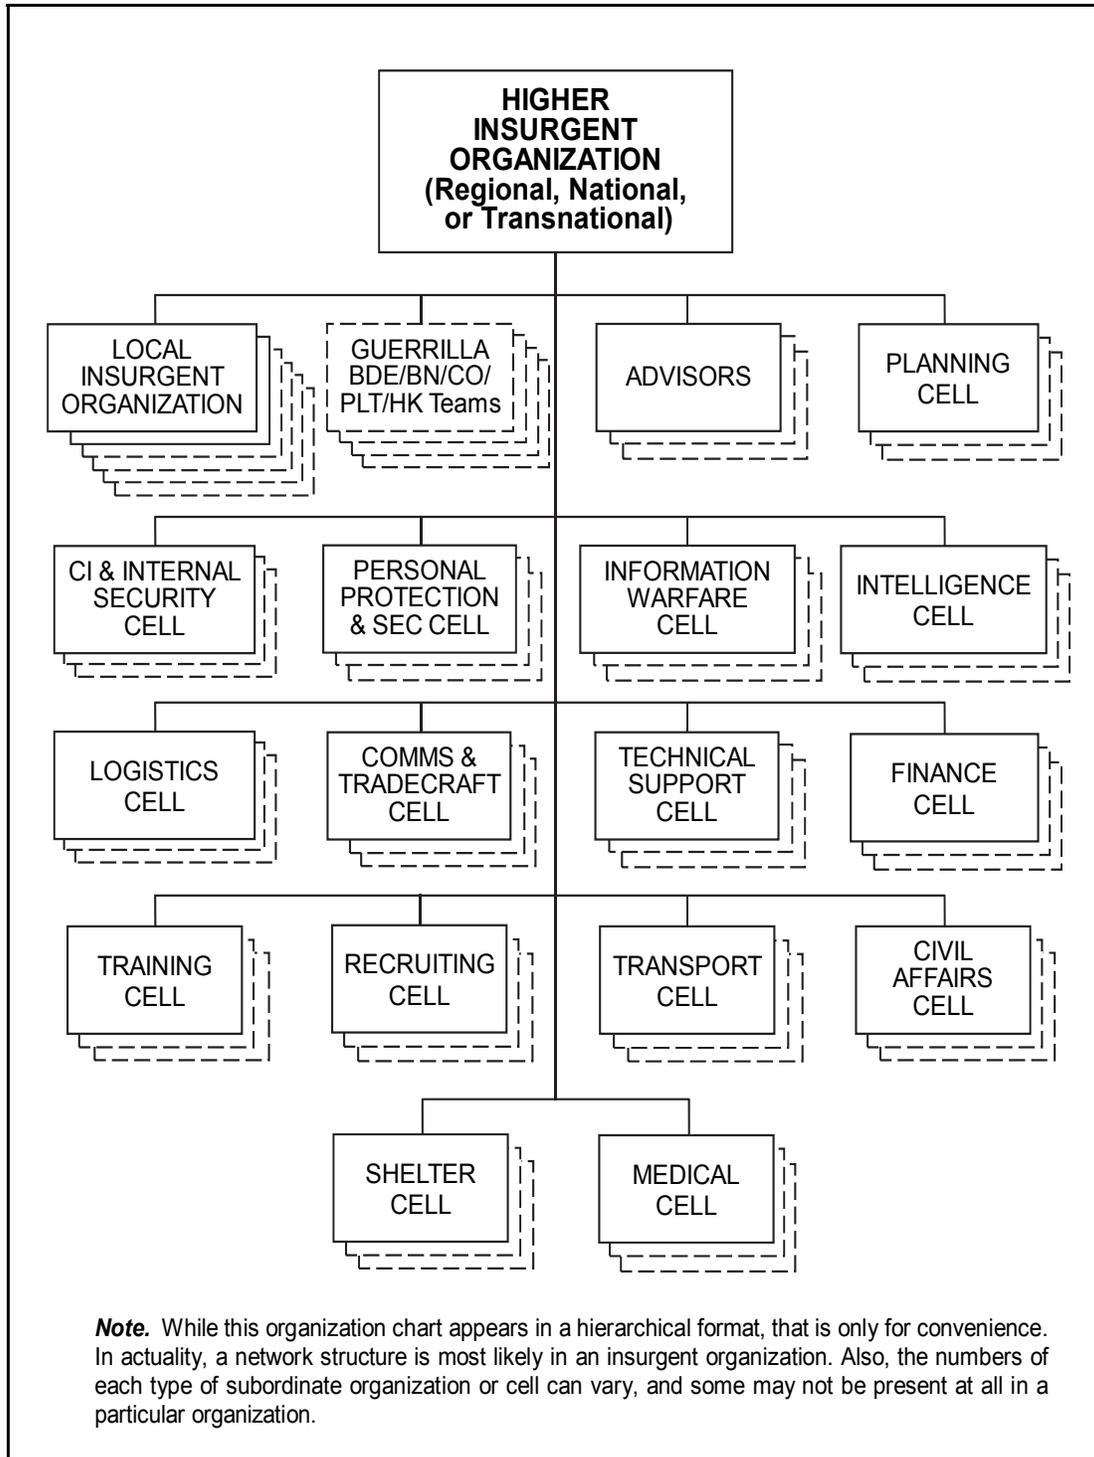 HIGHER
INSURGENT
ORGANIZATION
(Regional, National,
or Transnational)
LOCAL
INSURGENT
ORGANIZATION
GUERRILLA
BDE/BN/CO/
PLT/HK Teams
ADVISORS
PLANNING
CELL
CI & INTERNAL
SECURITY
CELL
PERSONAL
PROTECTION
& SEC CELL
INFORMATION
WARFARE
CELL
INTELLIGENCE
CELL
LOGISTICS
CELL
COMMS &
TRADECRAFT
CELL
TECHNICAL
SUPPORT
CELL
FINANCE
CELL
TRAINING
CELL
RECRUITING
CELL
TRANSPORT
CELL
CIVIL
AFFAIRS
CELL
SHELTER
CELL
MEDICAL
CELL
Note. While this organization chart appears in a hierarchical format, that is only for convenience.
In actuality, a network structure is most likely in an insurgent organization. Also, the numbers of
each type of subordinate organization or cell can vary, and some may not be present at all in a
particular organization.